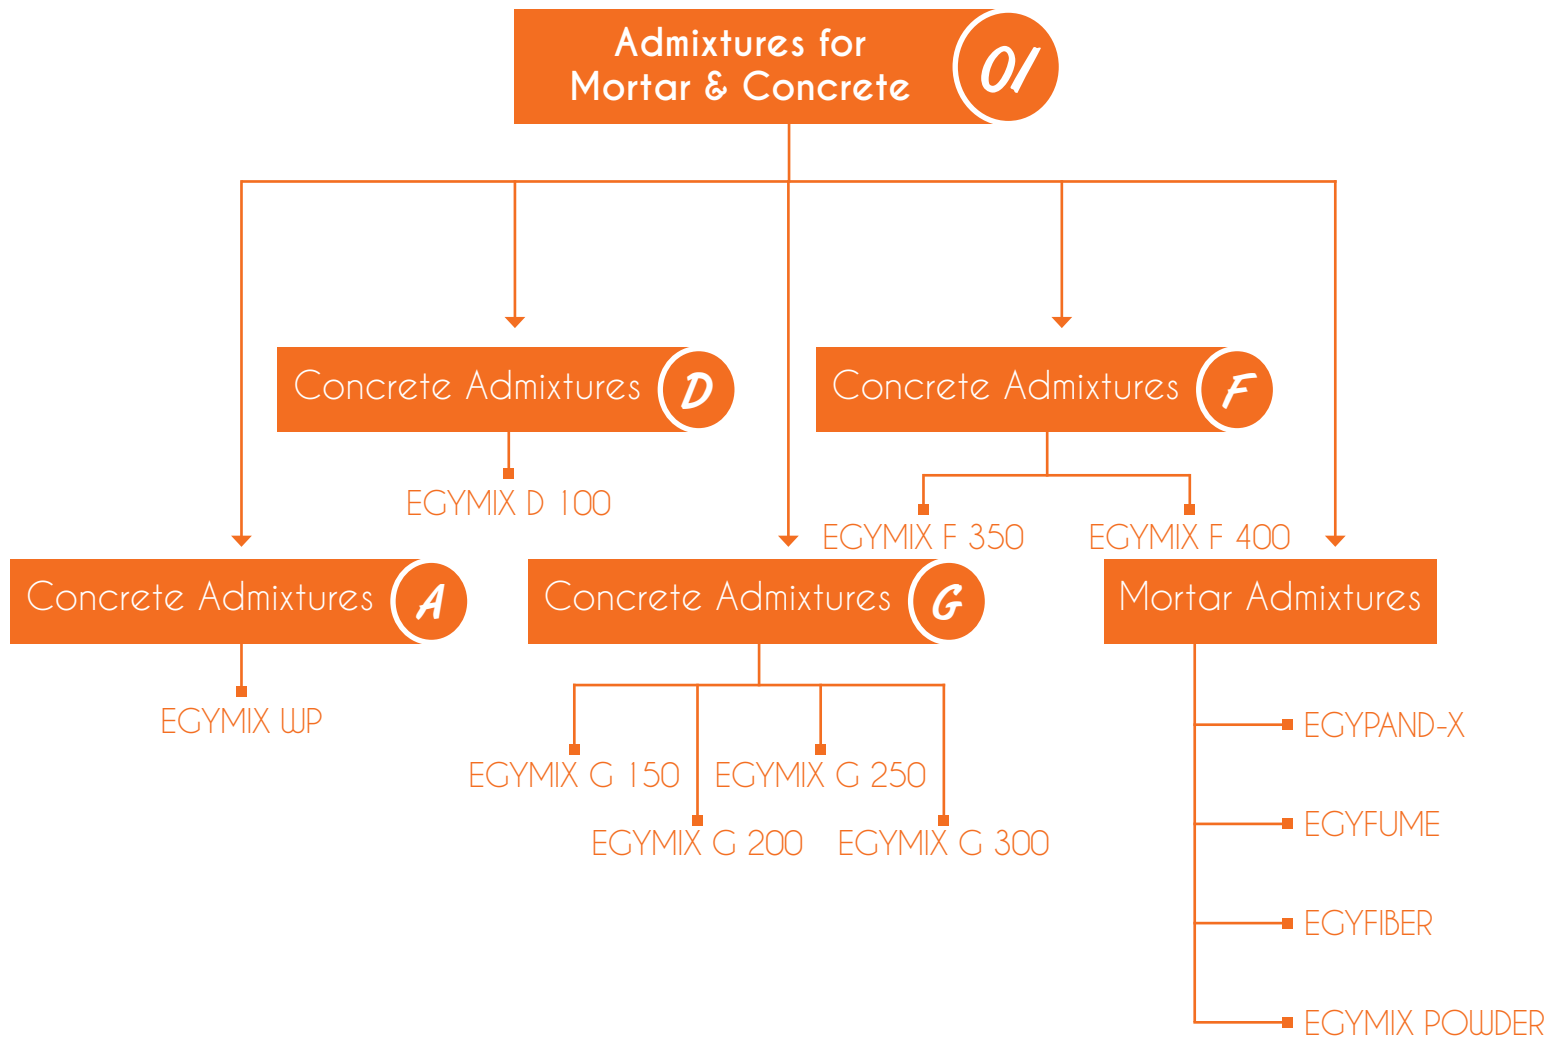 Admixtures for
Mortar & Concrete
01
Concrete Admixtures D
EGYMIX D 100
Concrete Admixtures F
EGYMIX F 350
EGYMIX F 400
Concrete Admixtures A
EGYMIX WP
Concrete Admixtures G
EGYMIX G 150
EGYMIX G 250
EGYMIX G 200
EGYMIX G 300
Mortar Admixtures
EGYPAND-X
EGYFUME
EGYFIBER
EGYMIX POWDER